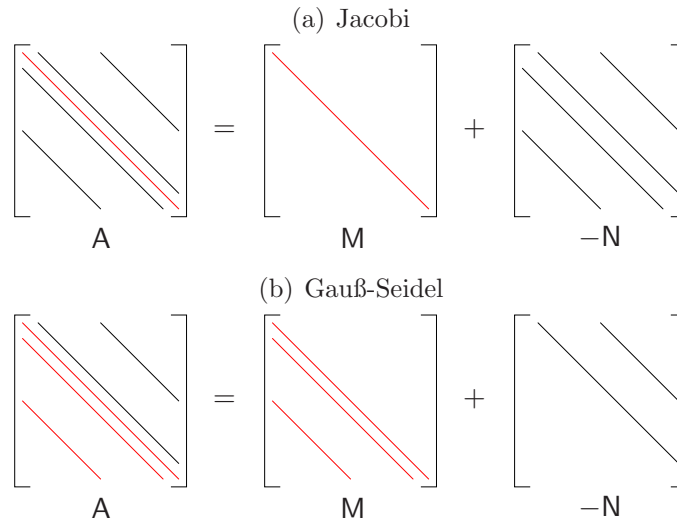 (a) Jacobi
= +
A M −N
(b) Gauß-Seidel
= +
A M −N